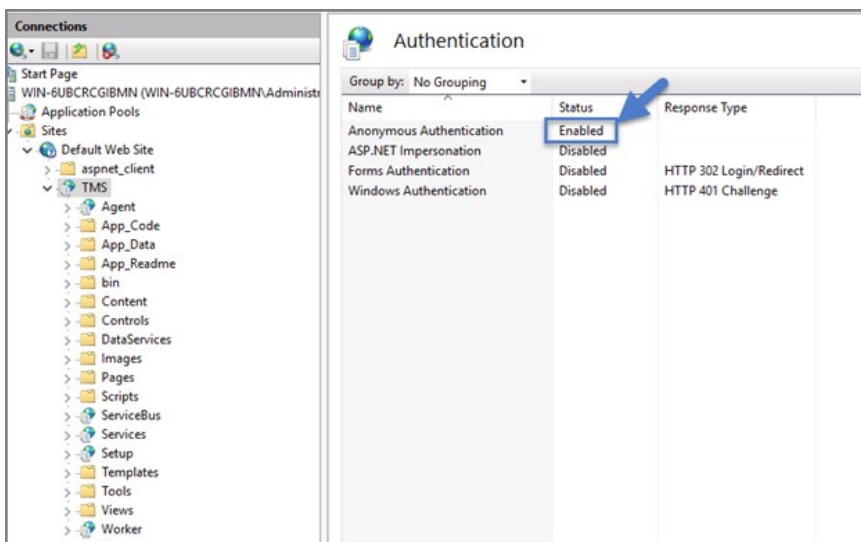 Connections
Start Page
WIN-6UBCRCGIBMN (WIN-6UBCRCGIBMN\Administr
Application Pools
Sites
Default Web Site
aspnet_client
TMS
Agent
App_Code
App_Data
App_Readme
bin
Content
Controls
DataServices
Images
Pages
Scripts
ServiceBus
Services
Setup
Templates
Tools
Views
Worker
Authentication
Group by: No Grouping
Name Status Response Type
Anonymous Authentication Enabled
ASP.NET Impersonation Disabled
Forms Authentication Disabled HTTP 302 Login/Redirect
Windows Authentication Disabled HTTP 401 Challenge